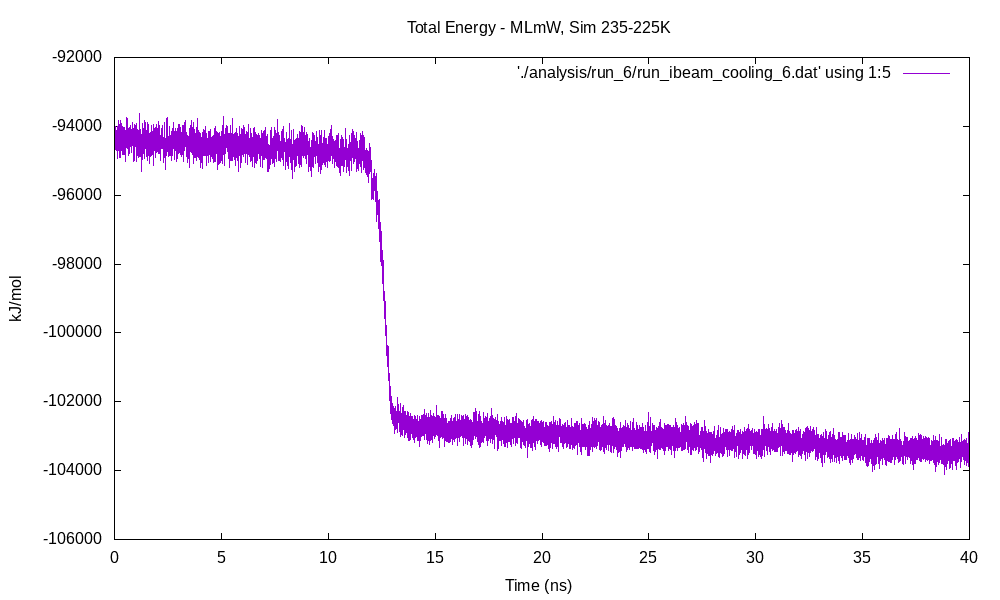 Total Energy - MLmW, Sim 235-225K
'./analysis/run_6/run_ibeam_cooling_6.dat' using 1:5
-92000
-94000
-96000
-98000
-100000
-102000
-104000
-106000
kJ/mol
0 5 10 15 20 25 30 35 40
Time (ns)